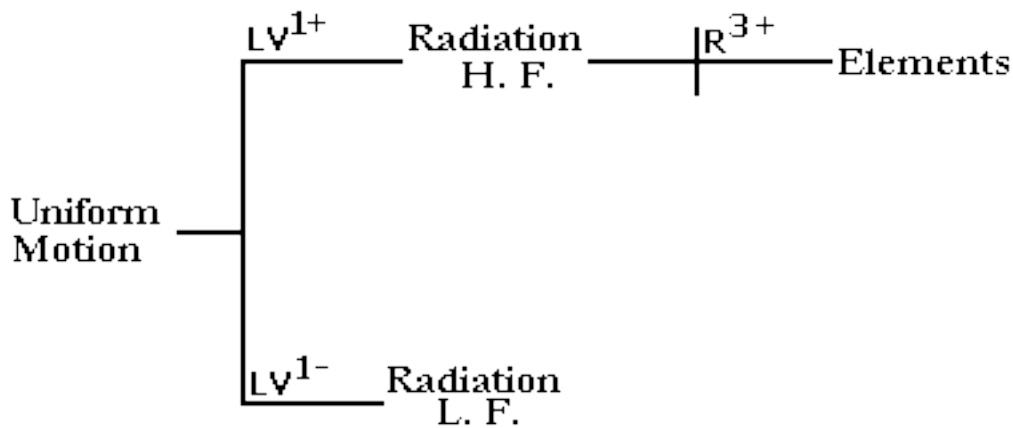 LV1+
Radiation
H. F.
R3+
Elements
Uniform
Motion
LV1-
Radiation
L. F.